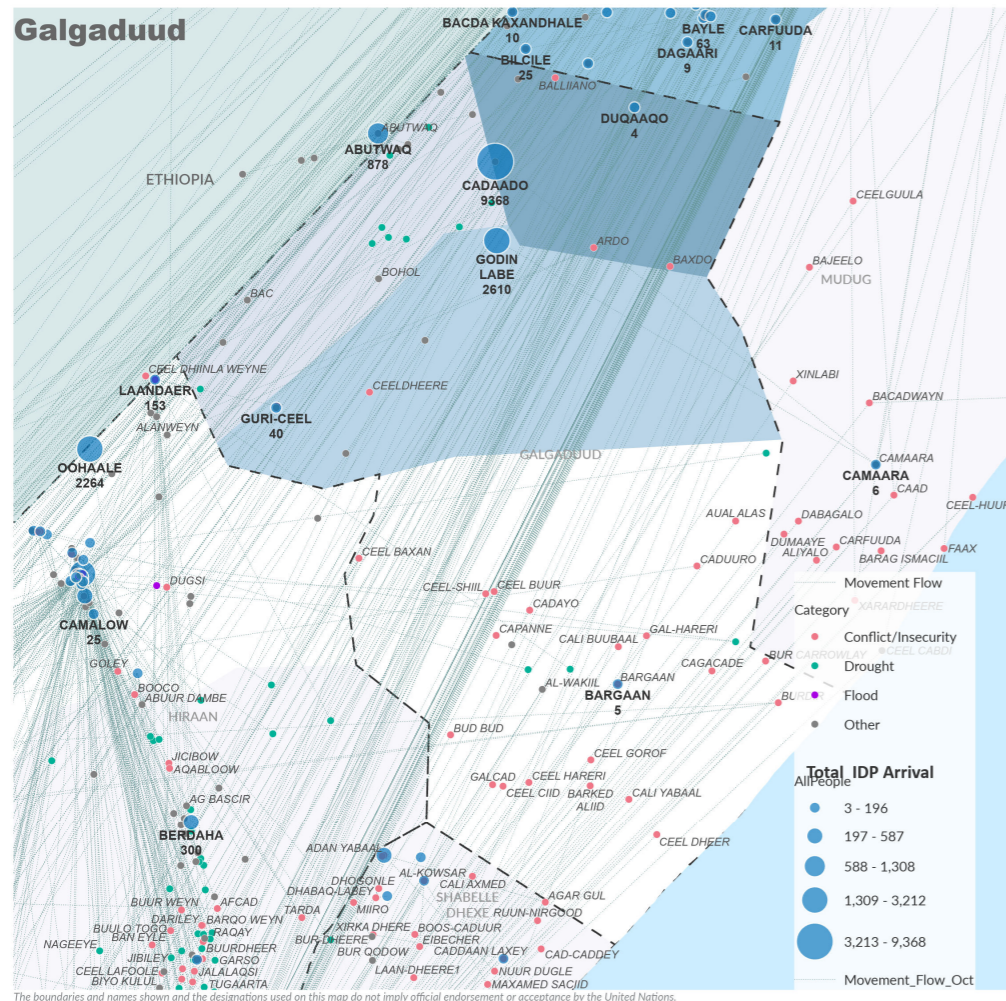 Galgaduud
BACDA KAXANDHALE
10
BAYLE
63
CARFUUDA
11
BILCILE
25
DAGAARI
9
BALLIIANO
DUQAAQO
4
ABUTWAQ
ABUTWAQ
878
ETHIOPIA
CADAADO
9368
CEELGUULA
ARDO
GODIN
LABE
2610
BAXDO
BAJEELO
MUDUG
BOHOL
BAC
CEEL DHIINLA WEYNE
LAANDAER
153
XINLABI
CEELDHEERE
BACADWAYN
GURI-CEEL
40
ALANWEYN
GALGADUUD
OOHAALE
2264
CAMAARA
CAMAARA
6
CAAD
CEEL-HUUR
AUAL ALAS
DABAGALO
DUMAAYE
CARFUUDA
ALIYALO
BARAG ISMACIIL
FAAX
CEEL BAXAN
CADUURO
DUGSI
CEEL-SHIIL
CEEL BUUR
CADAYO
Movement Flow
Category
XARARDHEERE
CAMALOW
25
CAPANNE
CALI BUUBAAL
GAL-HARERI
Conflict/Insecurity
CEEL CABDI
BUR CARROWLAY
GOLEY
CAGACADE
Drought
BOOCO
ABUUR DAMBE
AL-WAKIIL
BARGAAN
BARGAAN
5
Flood
HIRAAN
Other
BUD BUD
JICIBOW
AQABLOOW
CEEL GOROF
GALCAD
CEEL HARERI
CEEL CIID
BARKED
ALIID
CALI YABAAL
AllPeople
Total IDP Arrival
3 - 196
197 - 587
588 - 1,308
1,309 - 3,212
3,213 - 9,368
Movement_Flow_Oct
AG BASCIR
BERDAHA
300
CEEL DHEER
ADAN YABAAL
AL-KOWSAR
CALI AXMED
DHOGONLE
DHABAQ-LABEY
MIIRO
SHABELLE
DHEXE
AGAR GUL
RUUN-NIRGOOD
BUUR WEYN
AFCAD
TARDA
DARILEY
BARQO WEYN
BUULO TOGO
BAN EYLE
RAQAY
XIRKA DHERE
BOOS-CADUUR
NAGEEYE
BUURDHEER
BUR-DHEERE
EIBECHER
BUR QODOW
CADDAAN LAXEY
CAD-CADDEY
JIBILEY
GARSO
CEEL LAFOOLE
JALALAQSI
LAAN-DHEERE1
NUUR DUGLE
BIYO KULUL
TUGAARTA
MAXAMED SACJID
The boundaries and names shown and the designations used on this map do not imply official endorsement or acceptance by the United Nations.